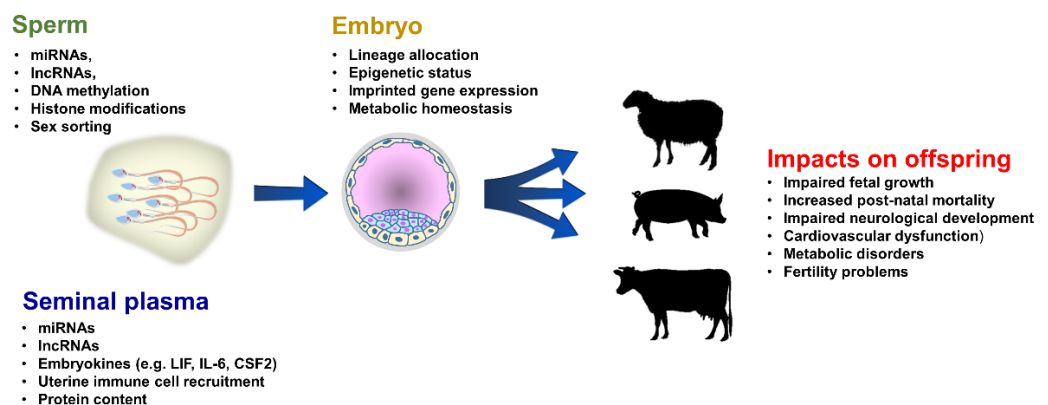 Sperm
• miRNAs,
• lncRNAs,
• DNA methylation
• Histone modifications
• Sex sorting
Embryo
• Lineage allocation
• Epigenetic status
• Imprinted gene expression
• Metabolic homeostasis
Impacts on offspring
• Impaired fetal growth
• Increased post-natal mortality
• Impaired neurological development
• Cardiovascular dysfunction)
• Metabolic disorders
• Fertility problems
Seminal plasma
• miRNAs
• lncRNAs
• Embryokines (e.g. LIF, IL-6, CSF2)
• Uterine immune cell recruitment
• Protein content